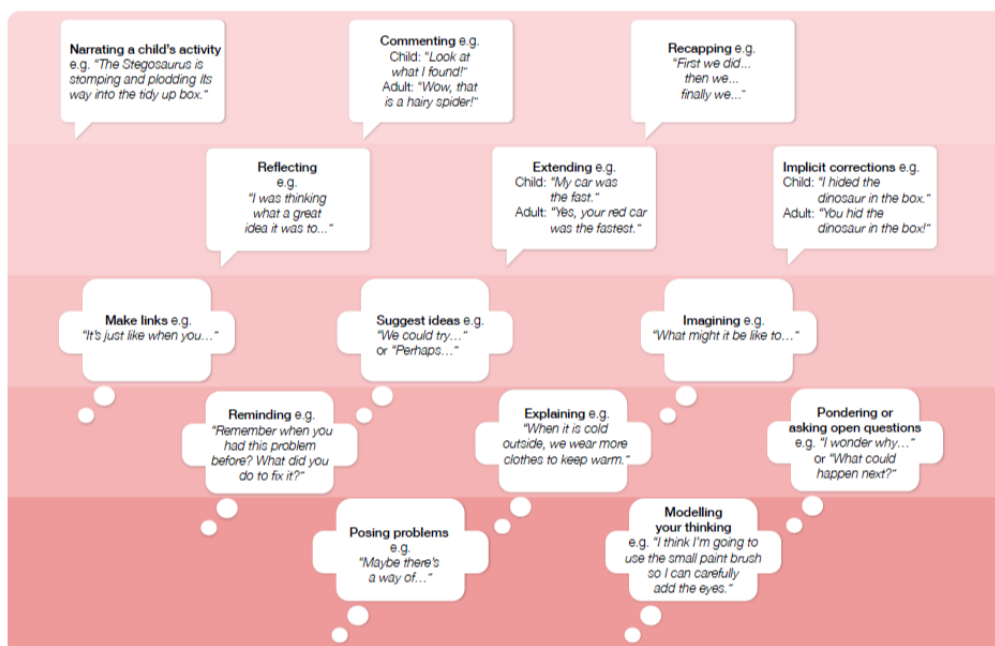 Narrating a child's activity
e.g. "The Stegosaurus is
stomping and plodding its
way into the tidy up box."
Commenting e.g.
Child: "Look at
what I found!"
Adult: "Wow, that
is a hairy spider!"
Recapping e.g.
"First we did...
then we...
finally we..."
Reflecting
e.g.
"I was thinking
what a great
idea it was to..."
Extending e.g.
Child: "My car was
the fast."
Adult: "Yes, your red car
was the fastest."
Implicit corrections e.g.
Child: "I hided the
dinosaur in the box."
Adult: "You hid the
dinosaur in the box!"
Make links e.g.
"It's just like when you..."
Suggest ideas e.g.
"We could try..."
or "Perhaps..."
Imagining e.g.
"What might it be like to..."
Reminding e.g.
"Remember when you
had this problem
before? What did you
do to fix it?"
Explaining e.g.
"When it is cold
outside, we wear more
clothes to keep warm."
Pondering or
asking open questions
e.g. "I wonder why..."
or "What could
happen next?"
Posing problems
e.g.
"Maybe there's
a way of..."
Modelling
your thinking
e.g. "I think I'm going to
use the small paint brush
so I can carefully
add the eyes."